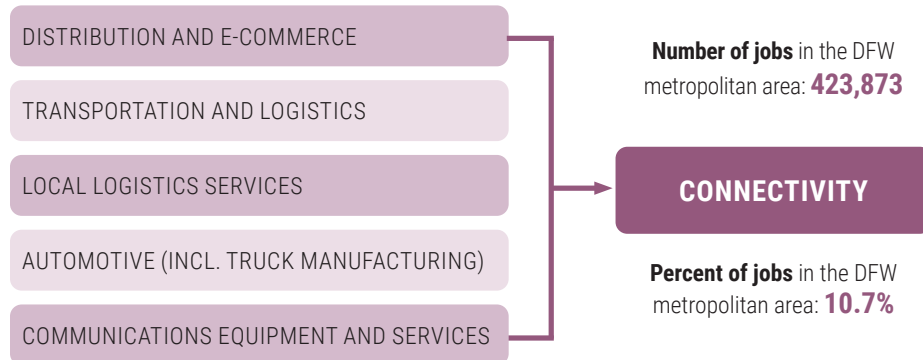 DISTRIBUTION AND E-COMMERCE
TRANSPORTATION AND LOGISTICS
LOCAL LOGISTICS SERVICES
AUTOMOTIVE (INCL. TRUCK MANUFACTURING)
COMMUNICATIONS EQUIPMENT AND SERVICES
Number of jobs in the DFW
metropolitan area: 423,873
CONNECTIVITY
Percent of jobs in the DFW
metropolitan area: 10.7%